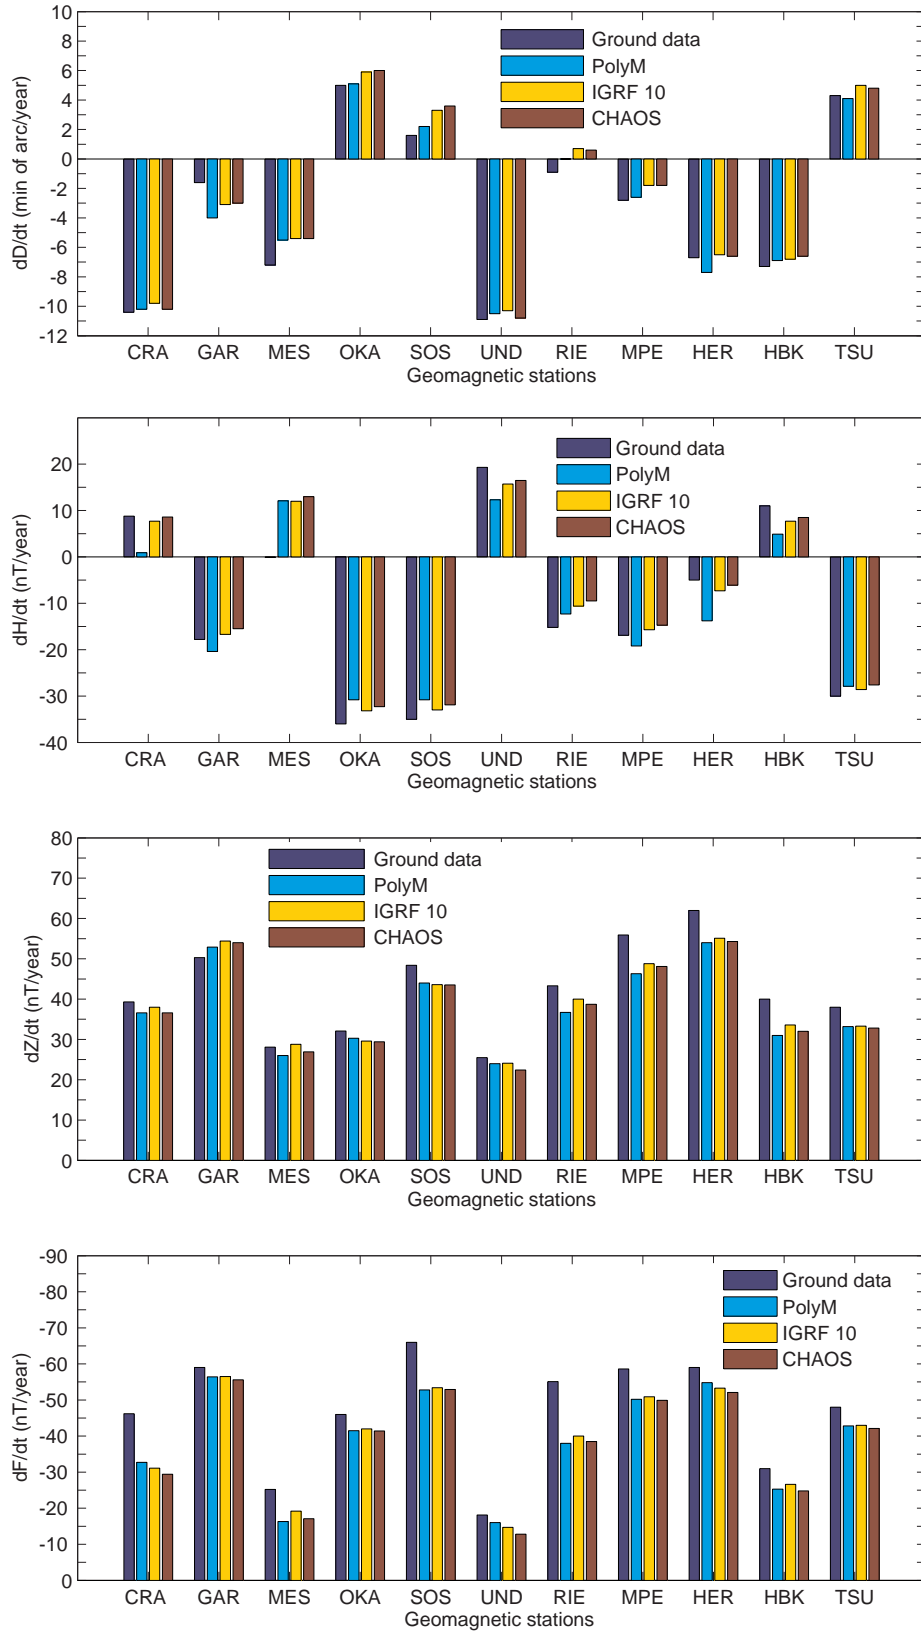 dD/dt (min of arc/year)
10
8
6
4
2
0
-2
-4
-6
-8
-10
-12
Ground data
PolyM
IGRF 10
CHAOS
CRA GAR MES OKA SOS UND RIE MPE HER HBK TSU
Geomagnetic stations
dH/dt (nT/year)
20
10
0
-10
-20
-30
-40
Ground data
PolyM
IGRF 10
CHAOS
CRA GAR MES OKA SOS UND RIE MPE HER HBK TSU
Geomagnetic stations
dZ/dt (nT/year)
80
70
60
50
40
30
20
10
0
Ground data
PolyM
IGRF 10
CHAOS
CRA GAR MES OKA SOS UND RIE MPE HER HBK TSU
Geomagnetic stations
dF/dt (nT/year)
-90
-80
-70
-60
-50
-40
-30
-20
-10
0
Ground data
PolyM
IGRF 10
CHAOS
CRA GAR MES OKA SOS UND RIE MPE HER HBK TSU
Geomagnetic stations